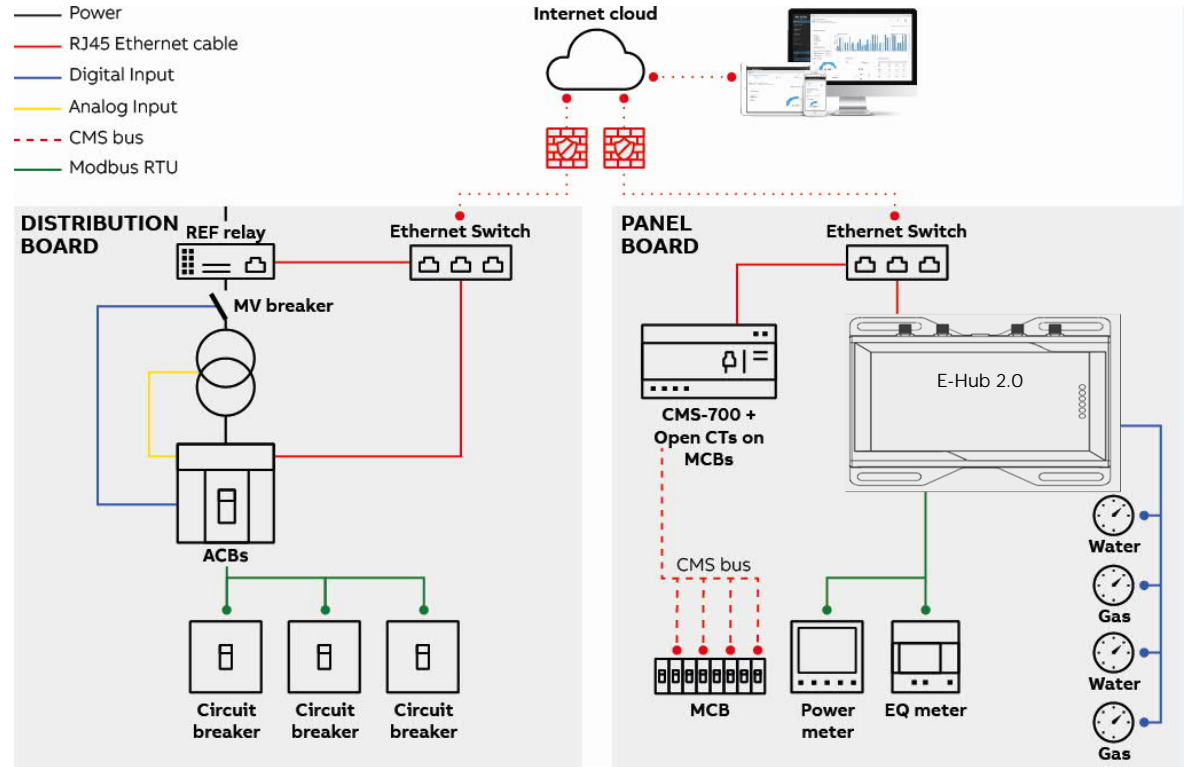 Power
RJ45 Ethernet cable
Digital Input
Analog Input
CMS bus
Modbus RTU
Internet cloud
DISTRIBUTION
BOARD
REF relay
Ethernet Switch
MV breaker
ACBs
Circuit
breaker
Circuit
breaker
Circuit
breaker
PANEL
BOARD
Ethernet Switch
CMS-700 +
Open CTs on
MCBs
E-Hub 2.0
CMS bus
MCB
Power
meter
EQ meter
Water
Gas
Water
Gas